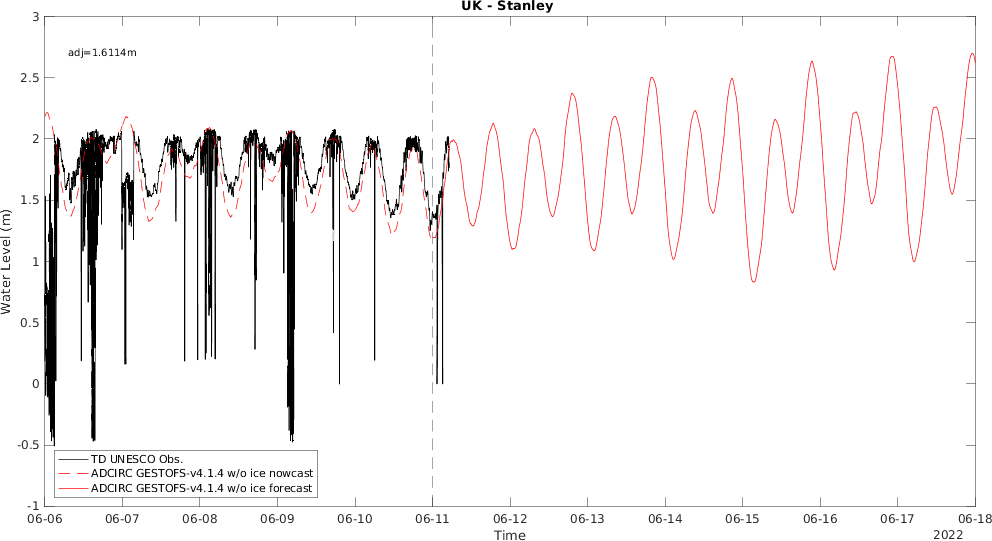 UK - Stanley
adj=1.6114m
Water Level (m)
3
2.5
2
1.5
1
0.5
0
-0.5
-1
TD UNESCO Obs.
ADCIRC GESTOFS-v4.1.4 w/o ice nowcast
ADCIRC GESTOFS-v4.1.4 w/o ice forecast
06-06 06-07 06-08 06-09 06-10 06-11 06-12 06-13 06-14 06-15 06-16 06-17 06-18
Time
2022